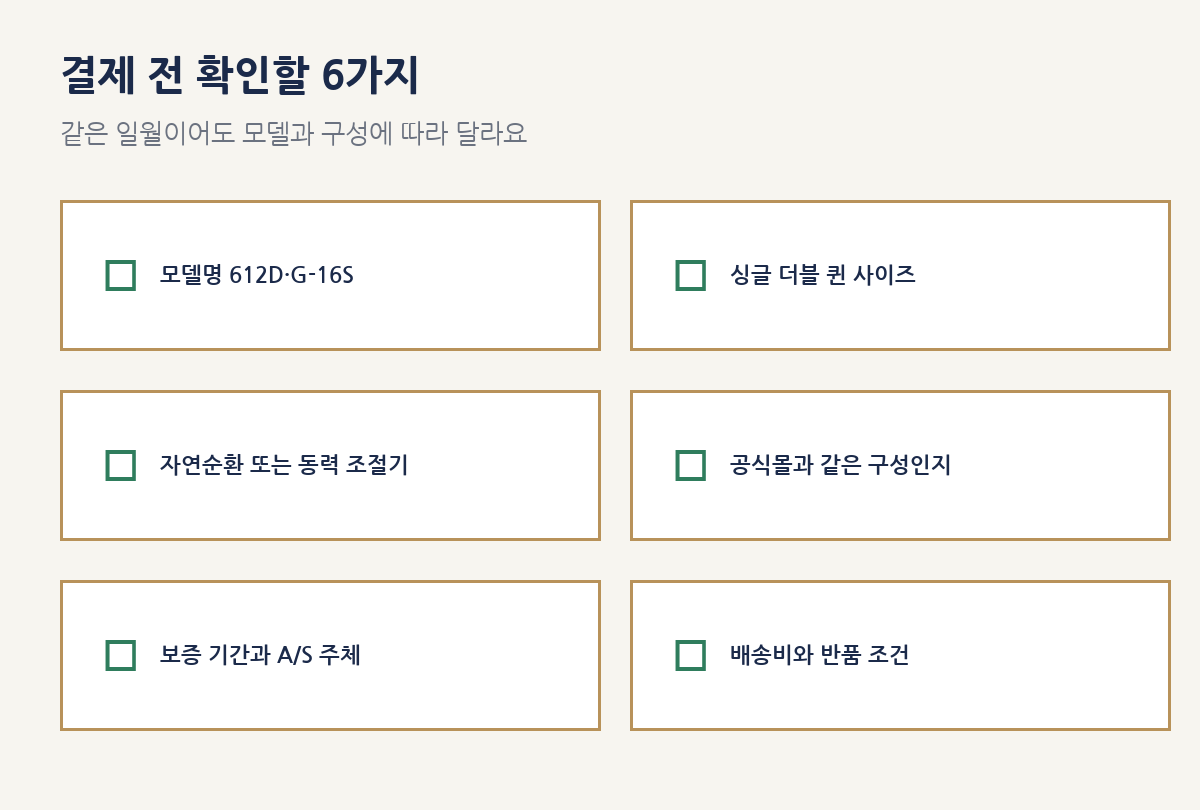 결제 전 확인할 6가지
같은 일월이어도 모델과 구성에 따라 달라요
모델명 612D·G-16S
싱글 더블 퀸 사이즈
자연순환 또는 동력 조절기
공식몰과 같은 구성인지
보증 기간과 A/S 주체
배송비와 반품 조건